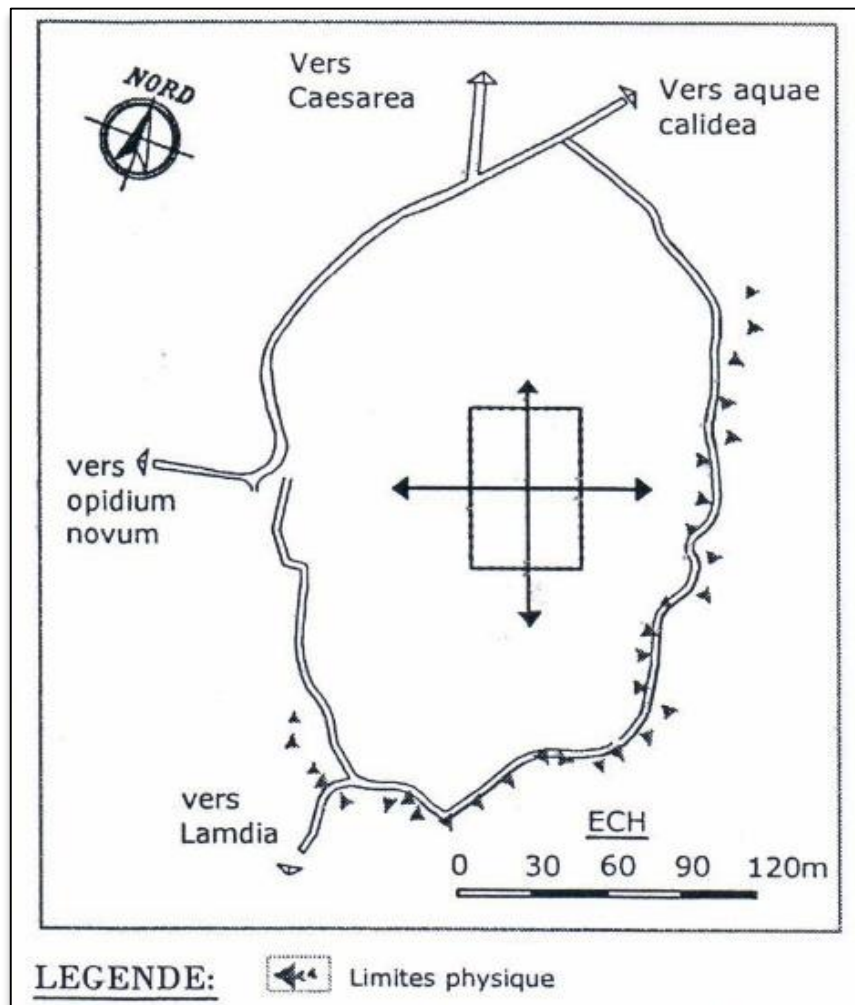 NORD
Vers
Caesarea
Vers aquae
calidea
vers
opidium
novum
vers
Lamdia
ECH
0 30 60 90 120m
LEGENDE:
Limites physique